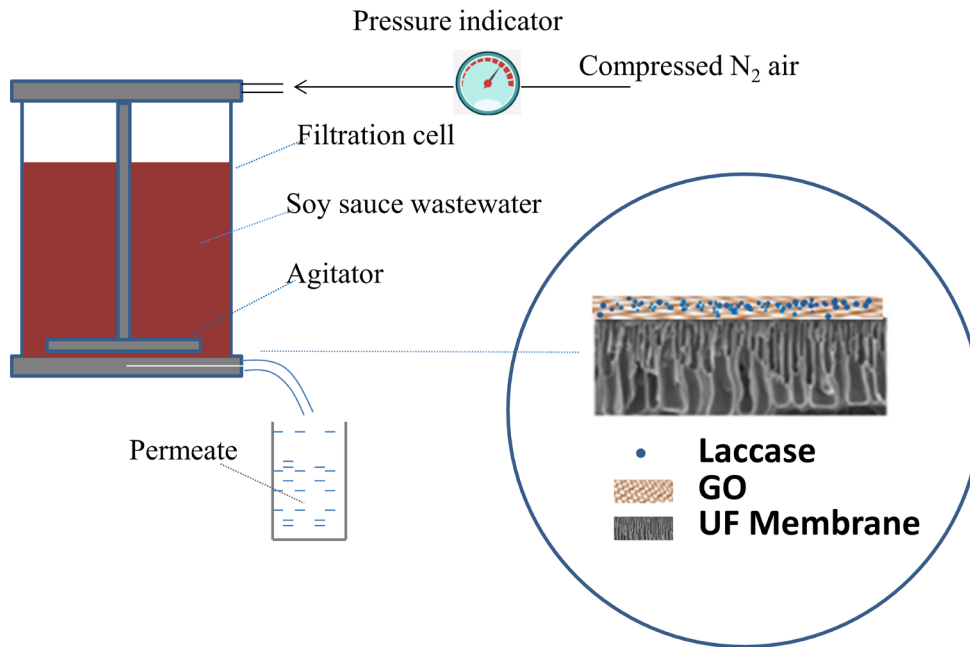 Pressure indicator
Compressed N₂ air
Filtration cell
Soy sauce wastewater
Agitator
Permeate
Laccase
GO
UF Membrane